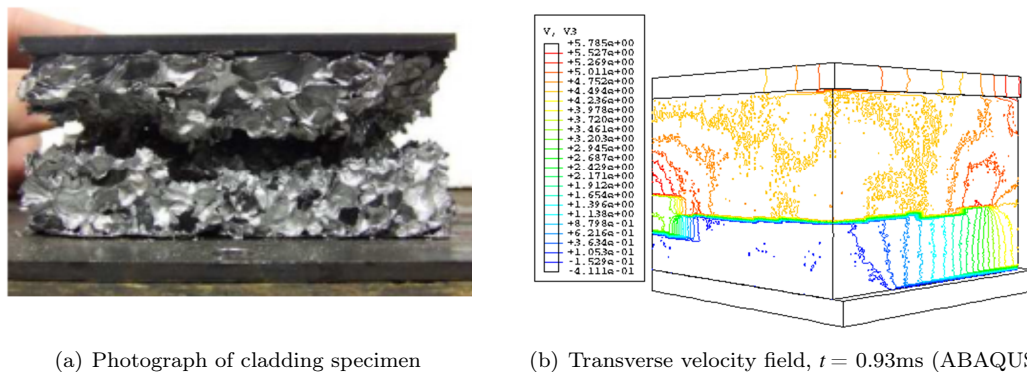 V, V3
+5.785e+00
+5.527e+00
+5.269e+00
+5.011e+00
+4.752e+00
+4.494e+00
+4.236e+00
+3.978e+00
+3.720e+00
+3.461e+00
+3.203e+00
+2.945e+00
+2.687e+00
+2.429e+00
+2.171e+00
+1.912e+00
+1.654e+00
+1.396e+00
+1.138e+00
+8.798e-01
+6.216e-01
+3.634e-01
+1.053e-01
-1.529e-01
-4.111e-01
(a) Photograph of cladding specimen
(b) Transverse velocity field, t = 0.93ms (ABAQUS